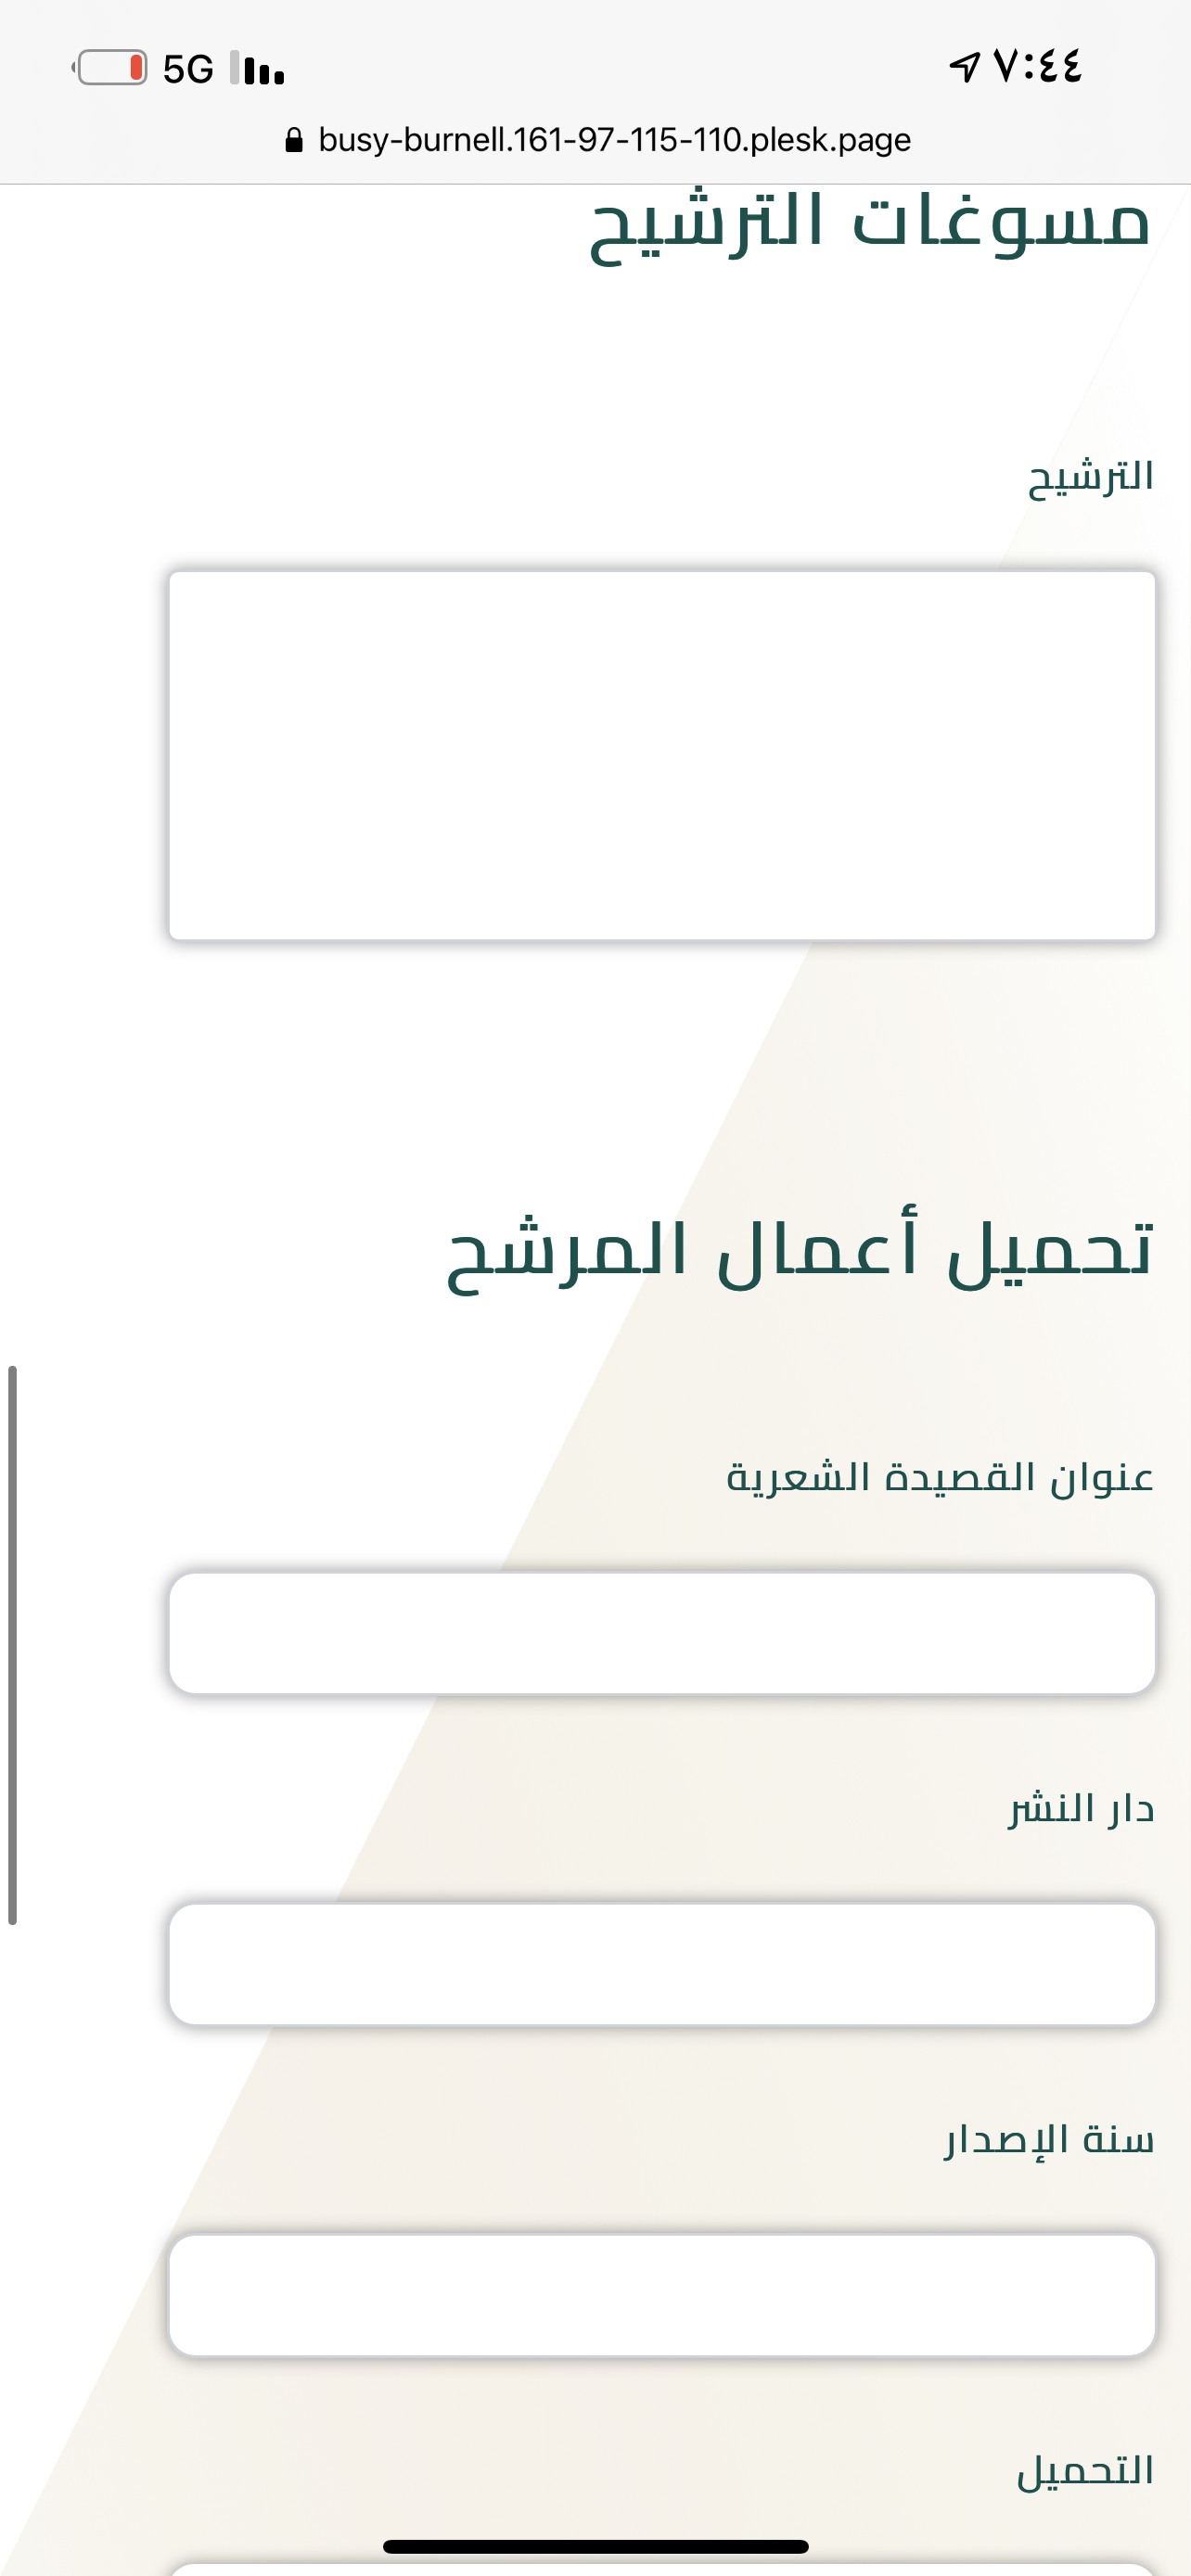 ٧:٤٤
5G
busy-burnell.161-97-115-110.plesk.page
مسوغات الترشيح
الترشيح
تحميل أعمال المرشح
عنوان القصيدة الشعرية
دار النشر
سنة الإصدار
التحميل